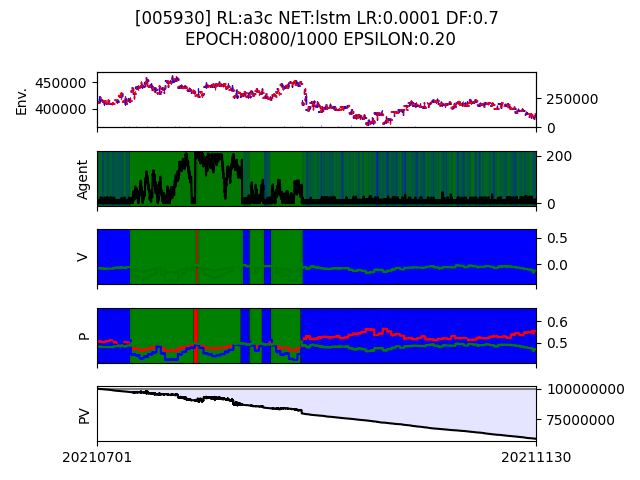 [005930] RL:a3c NET:lstm LR:0.0001 DF:0.7
EPOCH:0800/1000 EPSILON:0.20
Env.
450000
400000
250000
0
Agent
200
0
V
0.5
0.0
P
0.6
0.5
PV
100000000
75000000
20210701
20211130